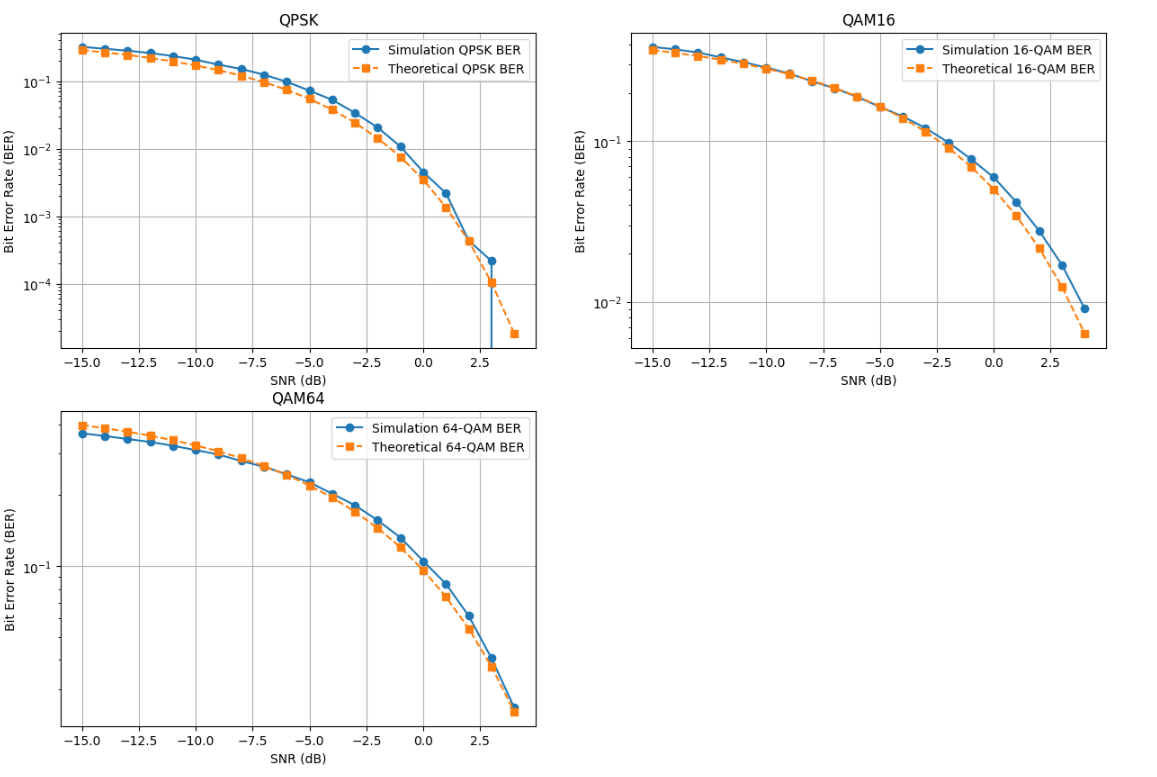 QPSK
Simulation QPSK BER
Theoretical QPSK BER
10⁻¹
10⁻²
10⁻³
10⁻⁴
Bit Error Rate (BER)
−15.0 −12.5 −10.0 −7.5 −5.0 −2.5 0.0 2.5
SNR (dB)
QAM16
Simulation 16-QAM BER
Theoretical 16-QAM BER
10⁻¹
10⁻²
Bit Error Rate (BER)
−15.0 −12.5 −10.0 −7.5 −5.0 −2.5 0.0 2.5
SNR (dB)
QAM64
Simulation 64-QAM BER
Theoretical 64-QAM BER
10⁻¹
Bit Error Rate (BER)
−15.0 −12.5 −10.0 −7.5 −5.0 −2.5 0.0 2.5
SNR (dB)